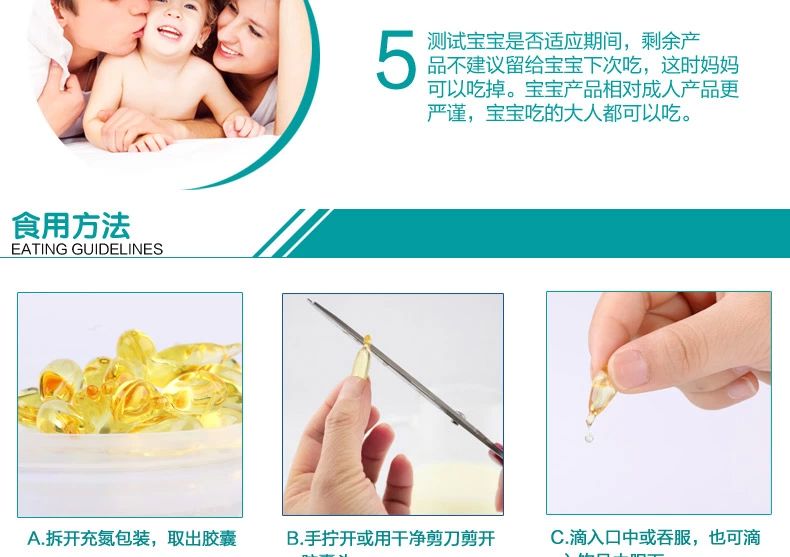 5
测试宝宝是否适应期间，剩余产
品不建议留给宝宝下次吃，这时妈妈
可以吃掉。宝宝产品相对成人产品更
严谨，宝宝吃的大人都可以吃。
食用方法
EATING GUIDELINES
A.拆开充氮包装，取出胶囊
B.手拧开或用干净剪刀剪开
C.滴入口中或吞服，也可滴